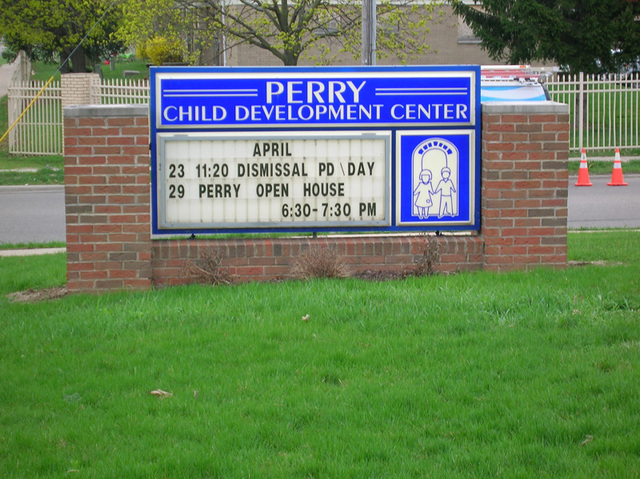 PERRY
CHILD DEVELOPMENT CENTER
APRIL
23 11:20 DISMISSAL PD\DAY
29 PERRY OPEN HOUSE
6:30-7:30 PM